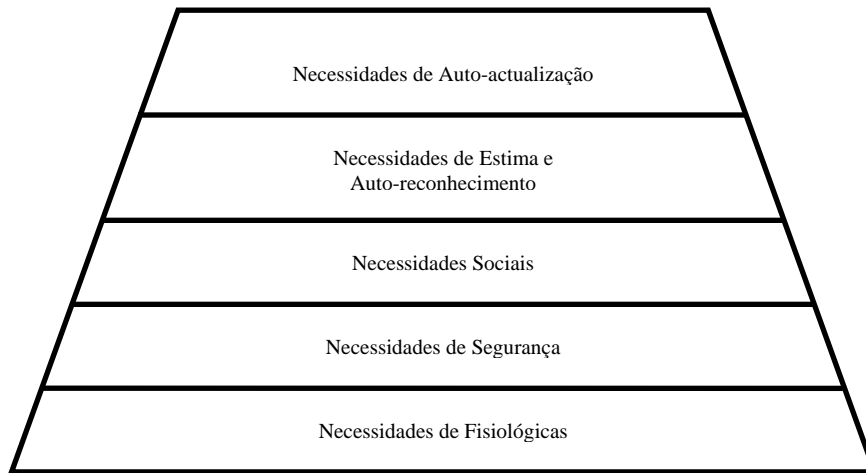 Necessidades de Auto-actualização
Necessidades de Estima e
Auto-reconhecimento
Necessidades Sociais
Necessidades de Segurança
Necessidades de Fisiológicas